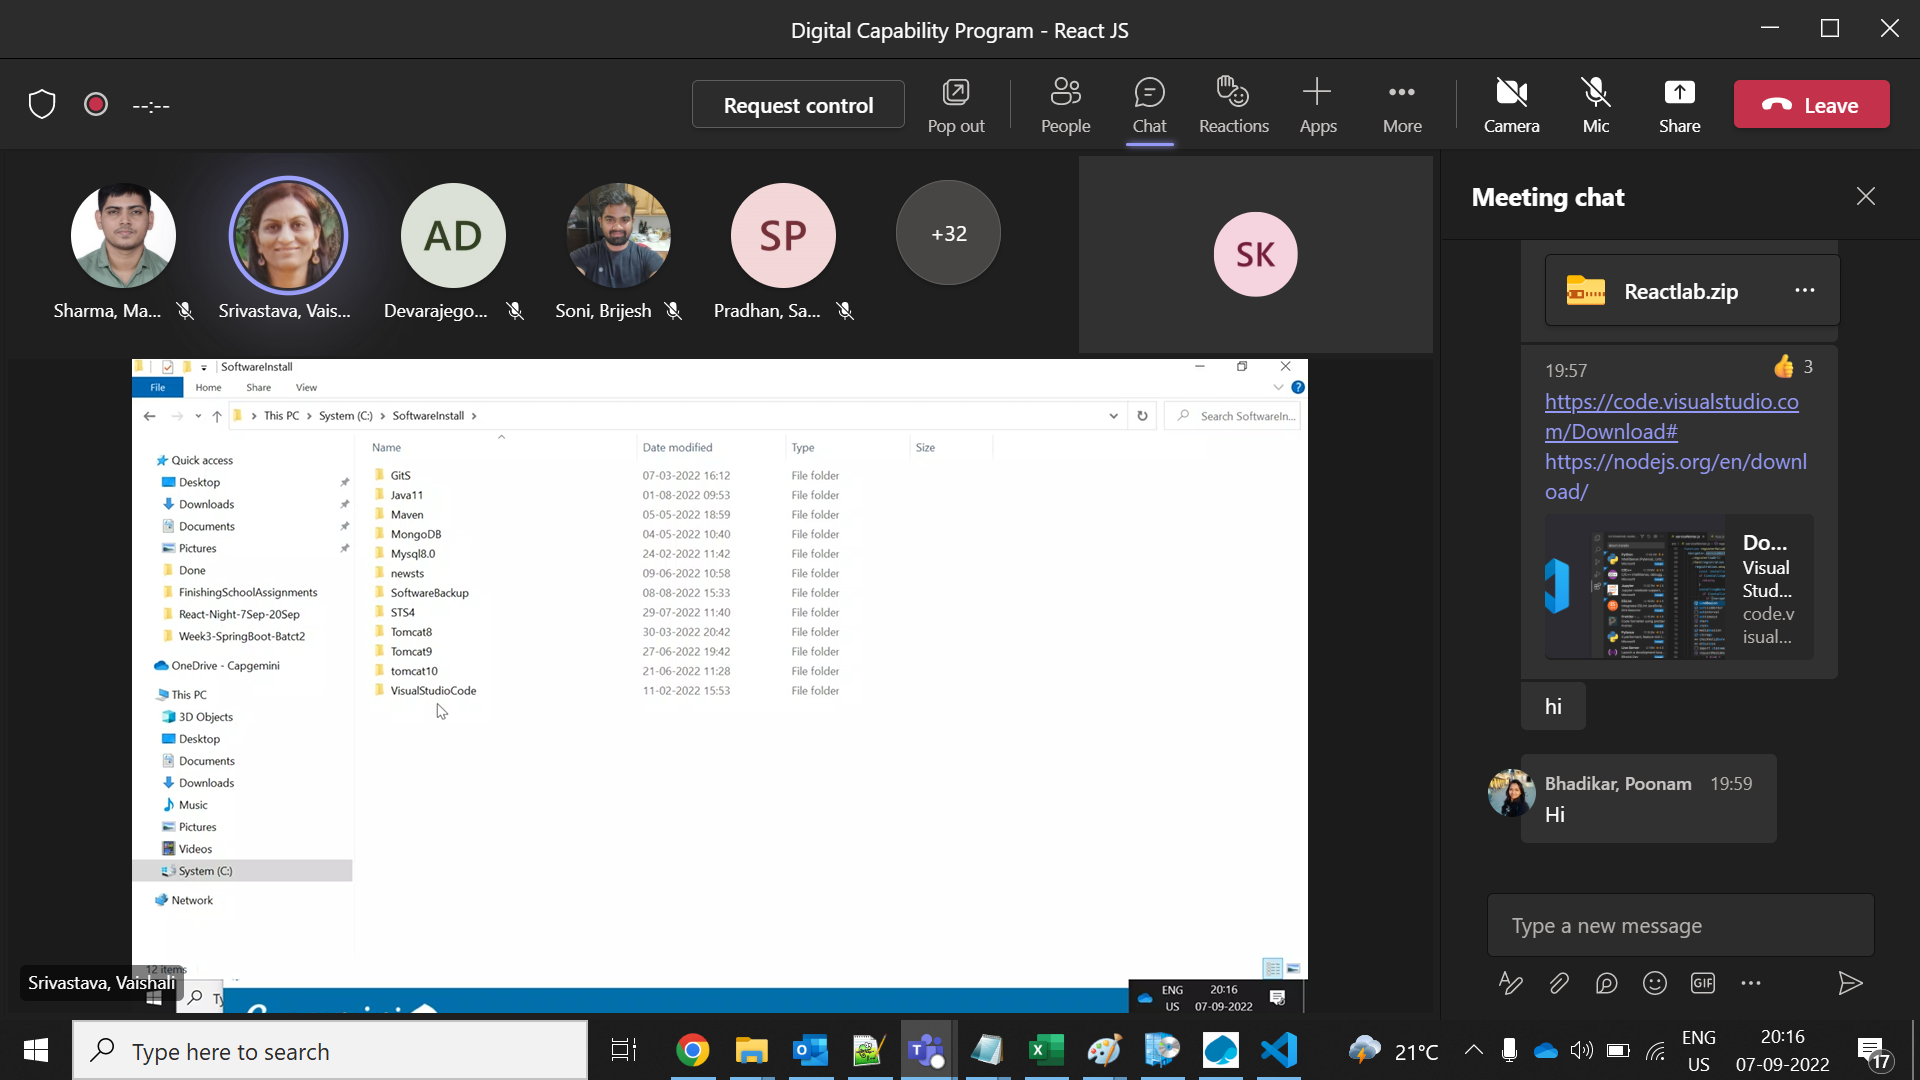 Digital Capability Program - React JS
--:--
Request control
Pop out
People
Chat
Reactions
Apps
More
Camera
Mic
Share
Leave
AD
SP
+32
SK
Sharma, Ma...
Srivastava, Vais...
Devarajego...
Soni, Brijesh
Pradhan, Sa...
SoftwareInstall
File Home Share View
This PC > System (C:) > SoftwareInstall >
Search SoftwareIn...
Name Date modified Type Size
Quick access
Desktop
Downloads
Documents
Pictures
Done
FinishingSchoolAssignments
React-Night-7Sep-20Sep
Week3-SpringBoot-Batct2
OneDrive - Capgemini
This PC
3D Objects
Desktop
Documents
Downloads
Music
Pictures
Videos
System (C:)
Network
GitS 07-03-2022 16:12 File folder
Java11 01-08-2022 09:53 File folder
Maven 05-05-2022 18:59 File folder
MongoDB 04-05-2022 10:40 File folder
Mysql8.0 24-02-2022 11:42 File folder
newsts 09-06-2022 10:58 File folder
SoftwareBackup 08-08-2022 15:33 File folder
STS4 29-07-2022 11:40 File folder
Tomcat8 30-03-2022 20:42 File folder
Tomcat9 27-06-2022 19:42 File folder
tomcat10 21-06-2022 11:28 File folder
VisualStudioCode 11-02-2022 15:53 File folder
12 items
Srivastava, Vaishali
ENG
US
20:16
07-09-2022
Meeting chat
Reactlab.zip
19:57
3
https://code.visualstudio.co
m/Download#
https://nodejs.org/en/downl
oad/
Do...
Visual
Stud...
code.v
isual...
hi
Bhadikar, Poonam 19:59
Hi
Type a new message
GIF
Type here to search
21°C
ENG
US
20:16
07-09-2022
17